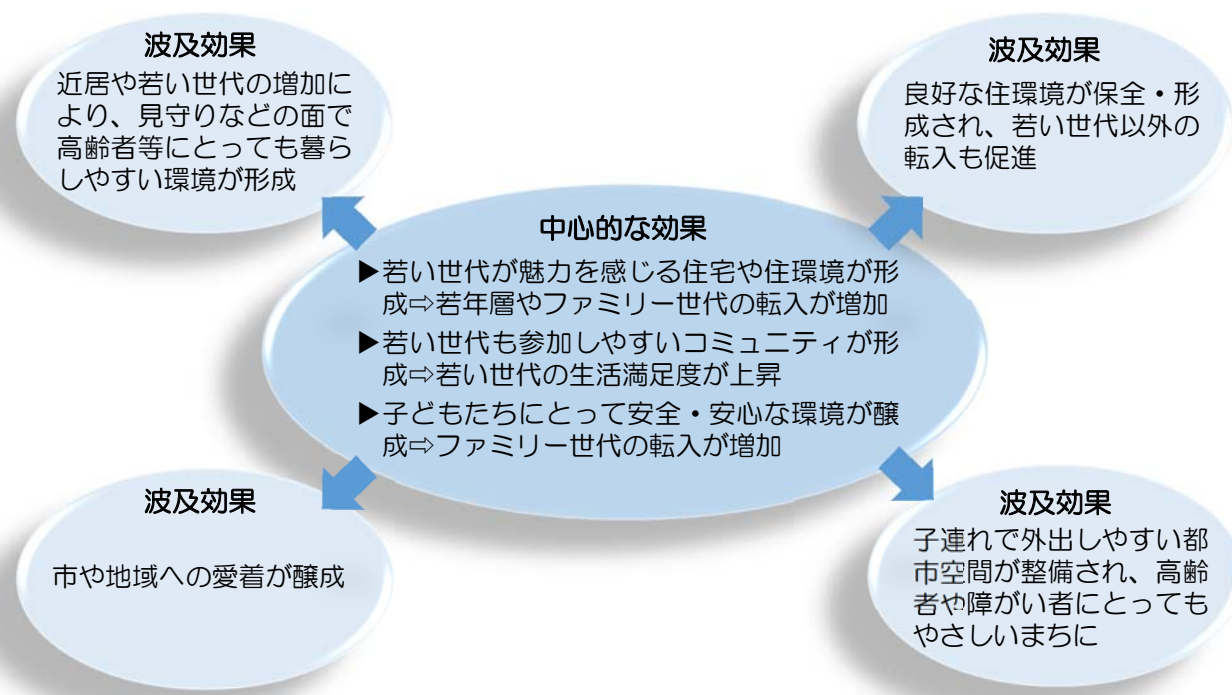 波及効果
近居や若い世代の増加に
より、見守りなどの面で
高齢者等にとっても暮ら
しやすい環境が形成
波及効果
良好な住環境が保全・形
成され、若い世代以外の
転入も促進
中心的な効果
▶若い世代が魅力を感じる住宅や住環境が形
成⇨若年層やファミリー世代の転入が増加
▶若い世代も参加しやすいコミュニティが形
成⇨若い世代の生活満足度が上昇
▶子どもたちにとって安全・安心な環境が醸
成⇨ファミリー世代の転入が増加
波及効果
市や地域への愛着が醸成
波及効果
子連れで外出しやすい都
市空間が整備され、高齢
者や障がい者にとっても
やさしいまちに